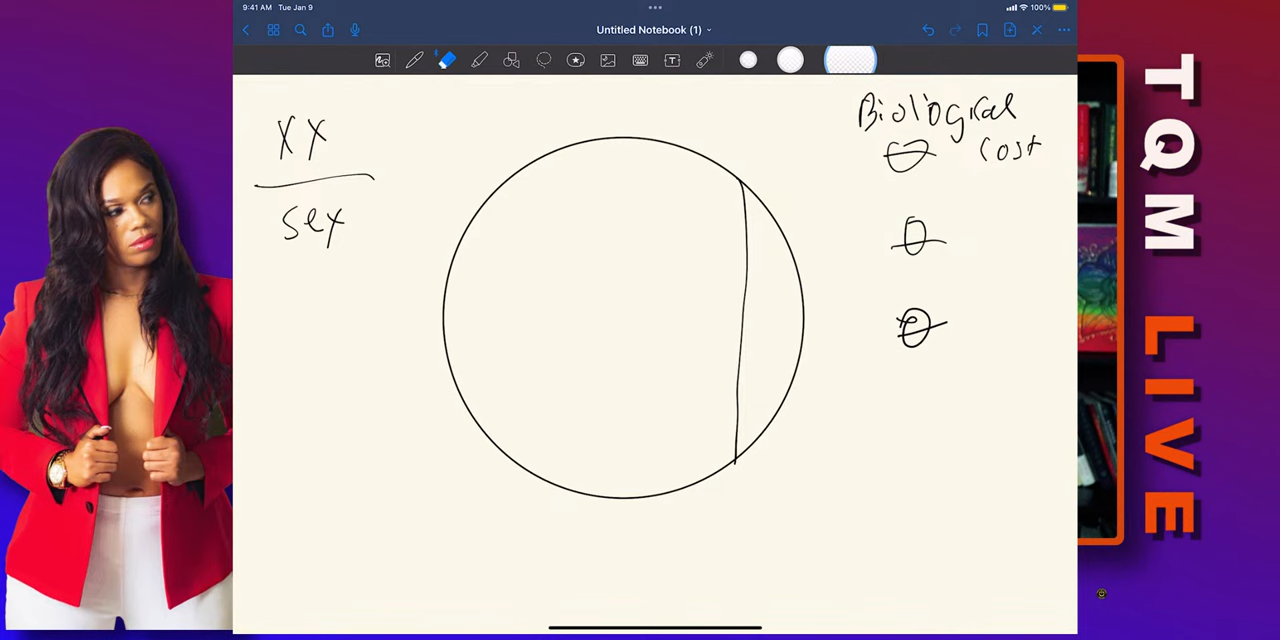 9:41 AM Tue Jan 9
100%
Untitled Notebook (1)
XX
sex
Biological
cost
TQM LIVE